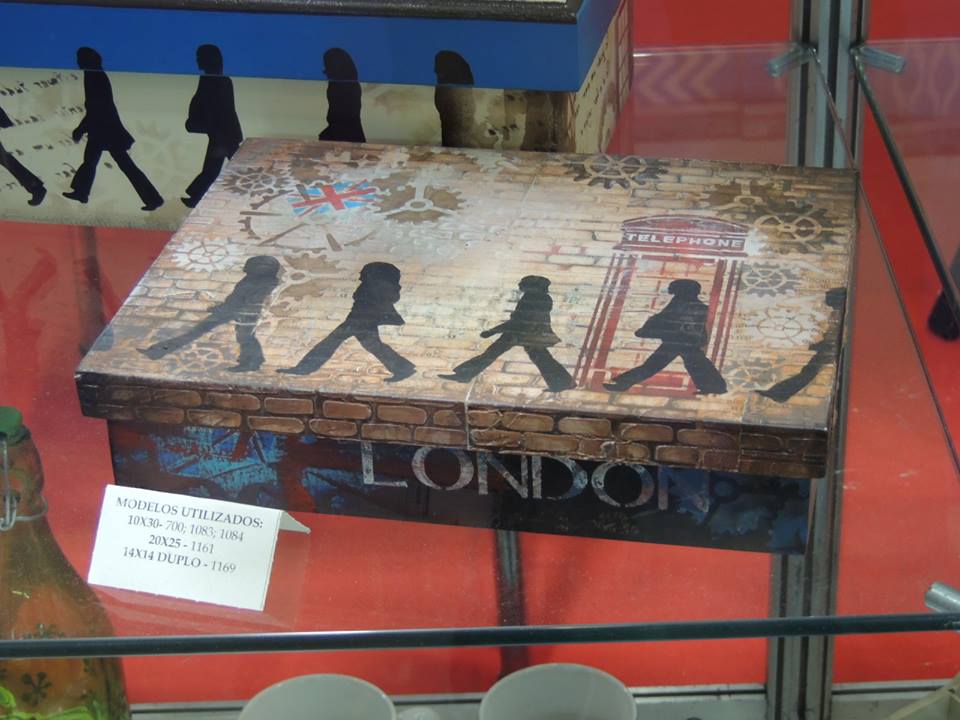 TELEPHONE
LONDON
MODELOS UTILIZADOS:
10X30- 700; 1083; 1084
20X25 - 1161
14X14 DUPLO - 1169